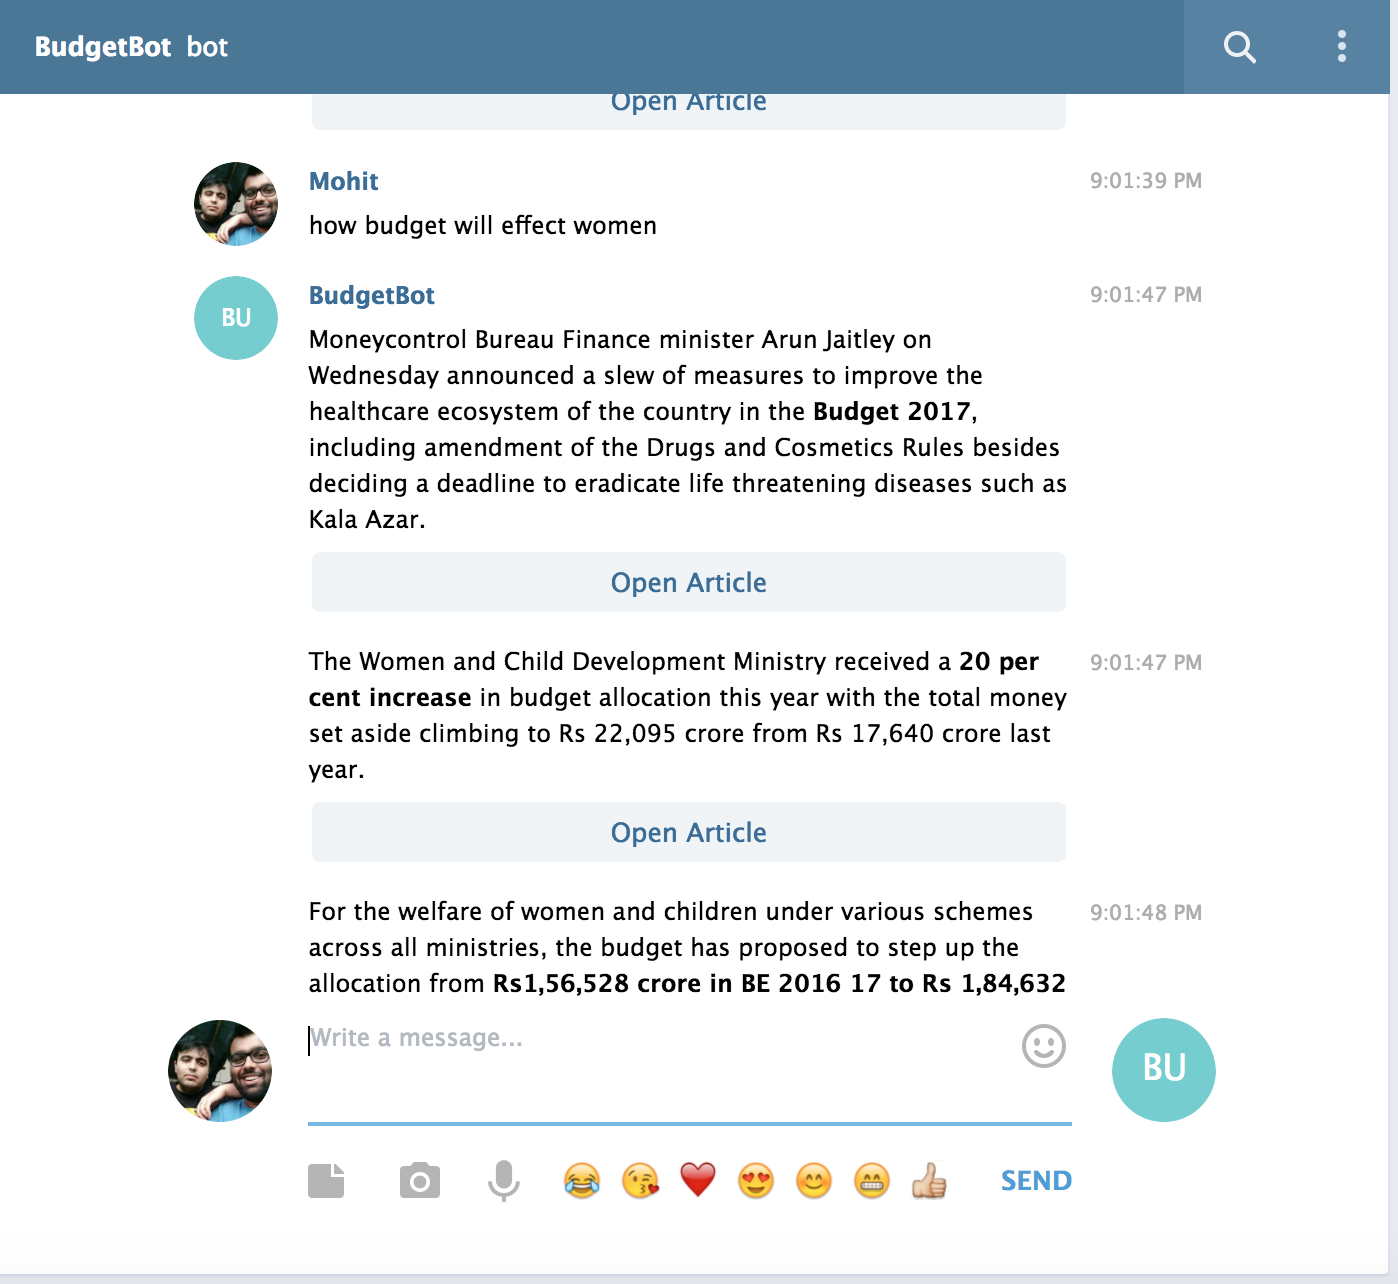 BudgetBot bot
Open Article
Mohit 9:01:39 PM
how budget will effect women
BU
BudgetBot 9:01:47 PM
Moneycontrol Bureau Finance minister Arun Jaitley on
Wednesday announced a slew of measures to improve the
healthcare ecosystem of the country in the Budget 2017,
including amendment of the Drugs and Cosmetics Rules besides
deciding a deadline to eradicate life threatening diseases such as
Kala Azar.
Open Article
The Women and Child Development Ministry received a 20 per 9:01:47 PM
cent increase in budget allocation this year with the total money
set aside climbing to Rs 22,095 crore from Rs 17,640 crore last
year.
Open Article
For the welfare of women and children under various schemes 9:01:48 PM
across all ministries, the budget has proposed to step up the
allocation from Rs1,56,528 crore in BE 2016 17 to Rs 1,84,632
Write a message...
BU
SEND